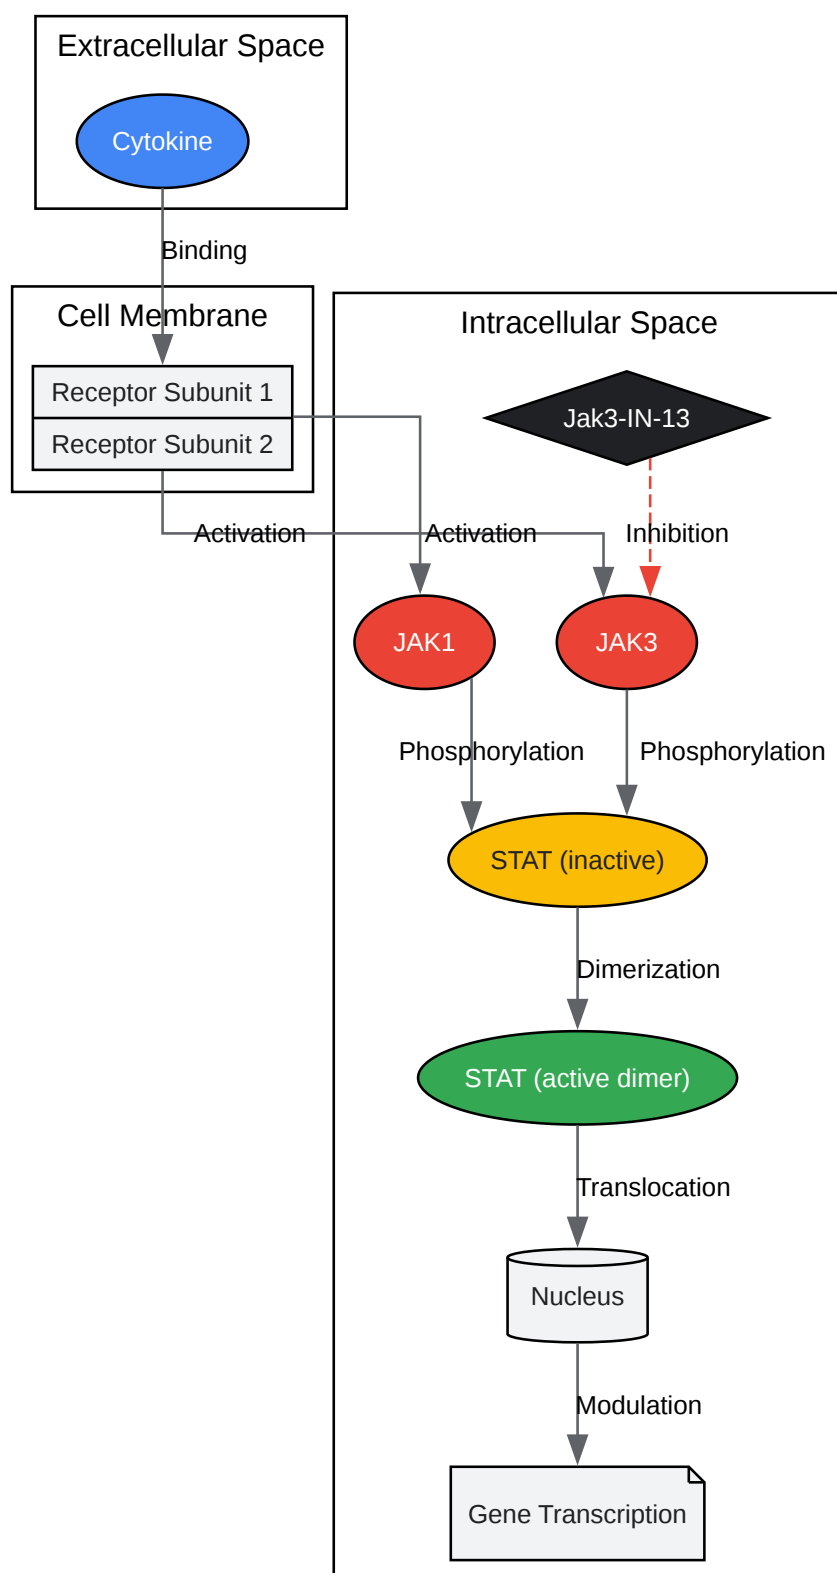 Extracellular Space
Cytokine
Binding
Cell Membrane
Receptor Subunit 1
Receptor Subunit 2
Intracellular Space
Jak3-IN-13
Activation
Activation
Inhibition
JAK1
JAK3
Phosphorylation
Phosphorylation
STAT (inactive)
Dimerization
STAT (active dimer)
Translocation
Nucleus
Modulation
Gene Transcription